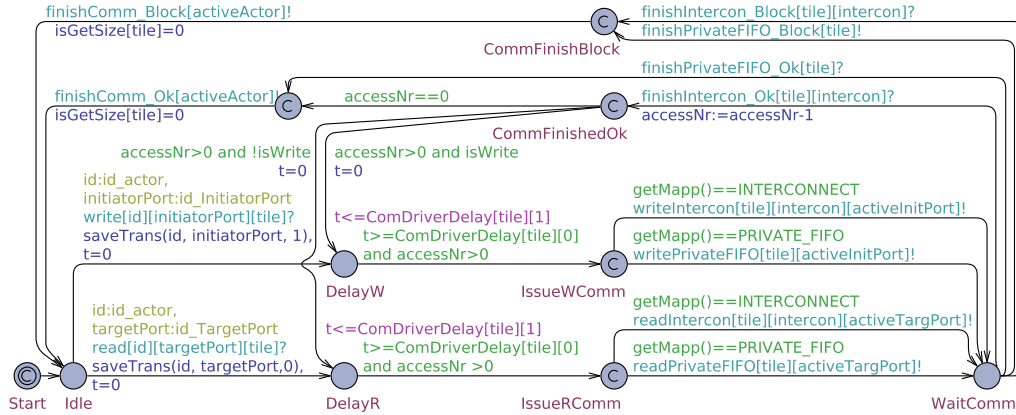 finishComm_Block[activeActor]!
isGetSize[tile]=0
finishIntercon_Block[tile][intercon]?
finishPrivateFIFO_Block[tile]!
C
CommFinishBlock
finishPrivateFIFO_Ok[tile]?
finishComm_Ok[activeActor]!
isGetSize[tile]=0
C
accessNr==0
C
CommFinishedOk
finishIntercon_Ok[tile][intercon]?
accessNr:=accessNr-1
accessNr>0 and !isWrite
t=0
accessNr>0 and isWrite
t=0
id:id_actor,
initiatorPort:id_InitiatorPort
write[id][initiatorPort][tile]?
saveTrans(id, initiatorPort, 1),
t=0
t<=ComDriverDelay[tile][1]
t>=ComDriverDelay[tile][0]
and accessNr>0
DelayW
C
IssueWComm
getMapp()==INTERCONNECT
writeIntercon[tile][intercon][activeInitPort]!
getMapp()==PRIVATE_FIFO
writePrivateFIFO[tile][activeInitPort]!
id:id_actor,
targetPort:id_TargetPort
read[id][targetPort][tile]?
saveTrans(id, targetPort,0),
t=0
t<=ComDriverDelay[tile][1]
t>=ComDriverDelay[tile][0]
and accessNr >0
getMapp()==INTERCONNECT
readIntercon[tile][intercon][activeTargPort]!
getMapp()==PRIVATE_FIFO
readPrivateFIFO[tile][activeTargPort]!
C
C
Start
Idle
DelayR
IssueRComm
WaitComm